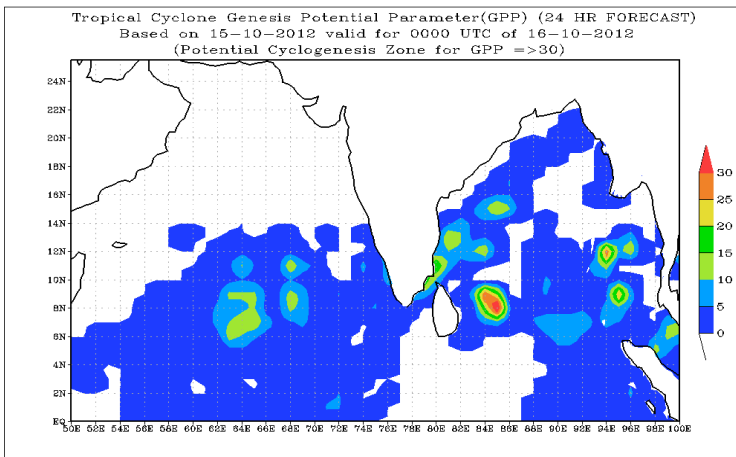 Tropical Cyclone Genesis Potential Parameter(GPP) (24 HR FORECAST)
Based on 15-10-2012 valid for 0000 UTC of 16-10-2012
(Potential Cyclogenesis Zone for GPP =>30)
24N
22N
20N
18N
16N
14N
12N
10N
8N
6N
4N
2N
EQ
50E 52E 54E 56E 58E 60E 62E 64E 66E 68E 70E 72E 74E 76E 78E 80E 82E 84E 86E 88E 90E 92E 94E 96E 98E 100E
30
25
20
15
10
5
0